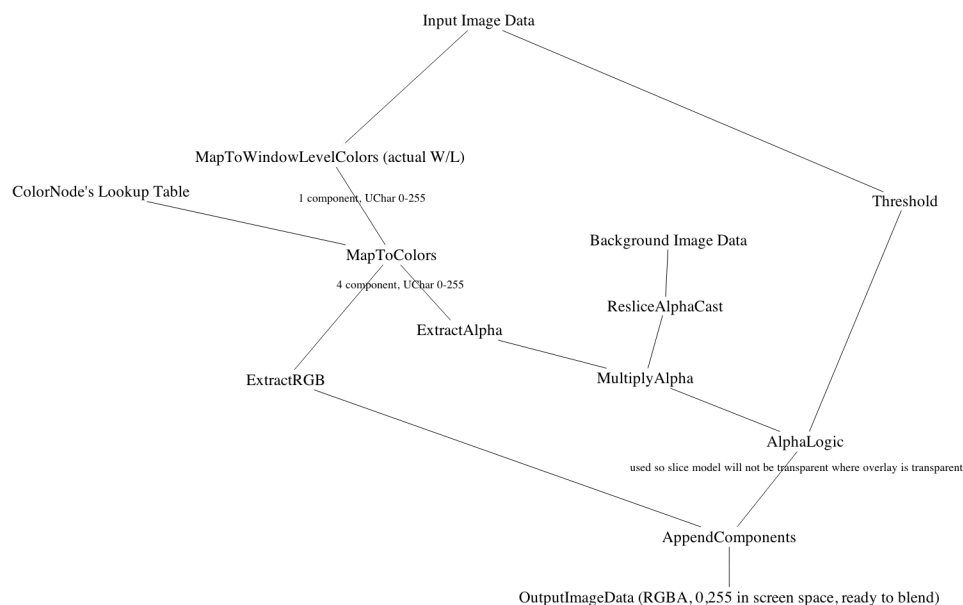 Input Image Data
MapToWindowLevelColors (actual W/L)
ColorNode's Lookup Table
1 component, UChar 0-255
Threshold
Background Image Data
MapToColors
4 component, UChar 0-255
ResliceAlphaCast
ExtractAlpha
MultiplyAlpha
ExtractRGB
AlphaLogic
used so slice model will not be transparent where overlay is transparent
AppendComponents
OutputImageData (RGBA, 0,255 in screen space, ready to blend)